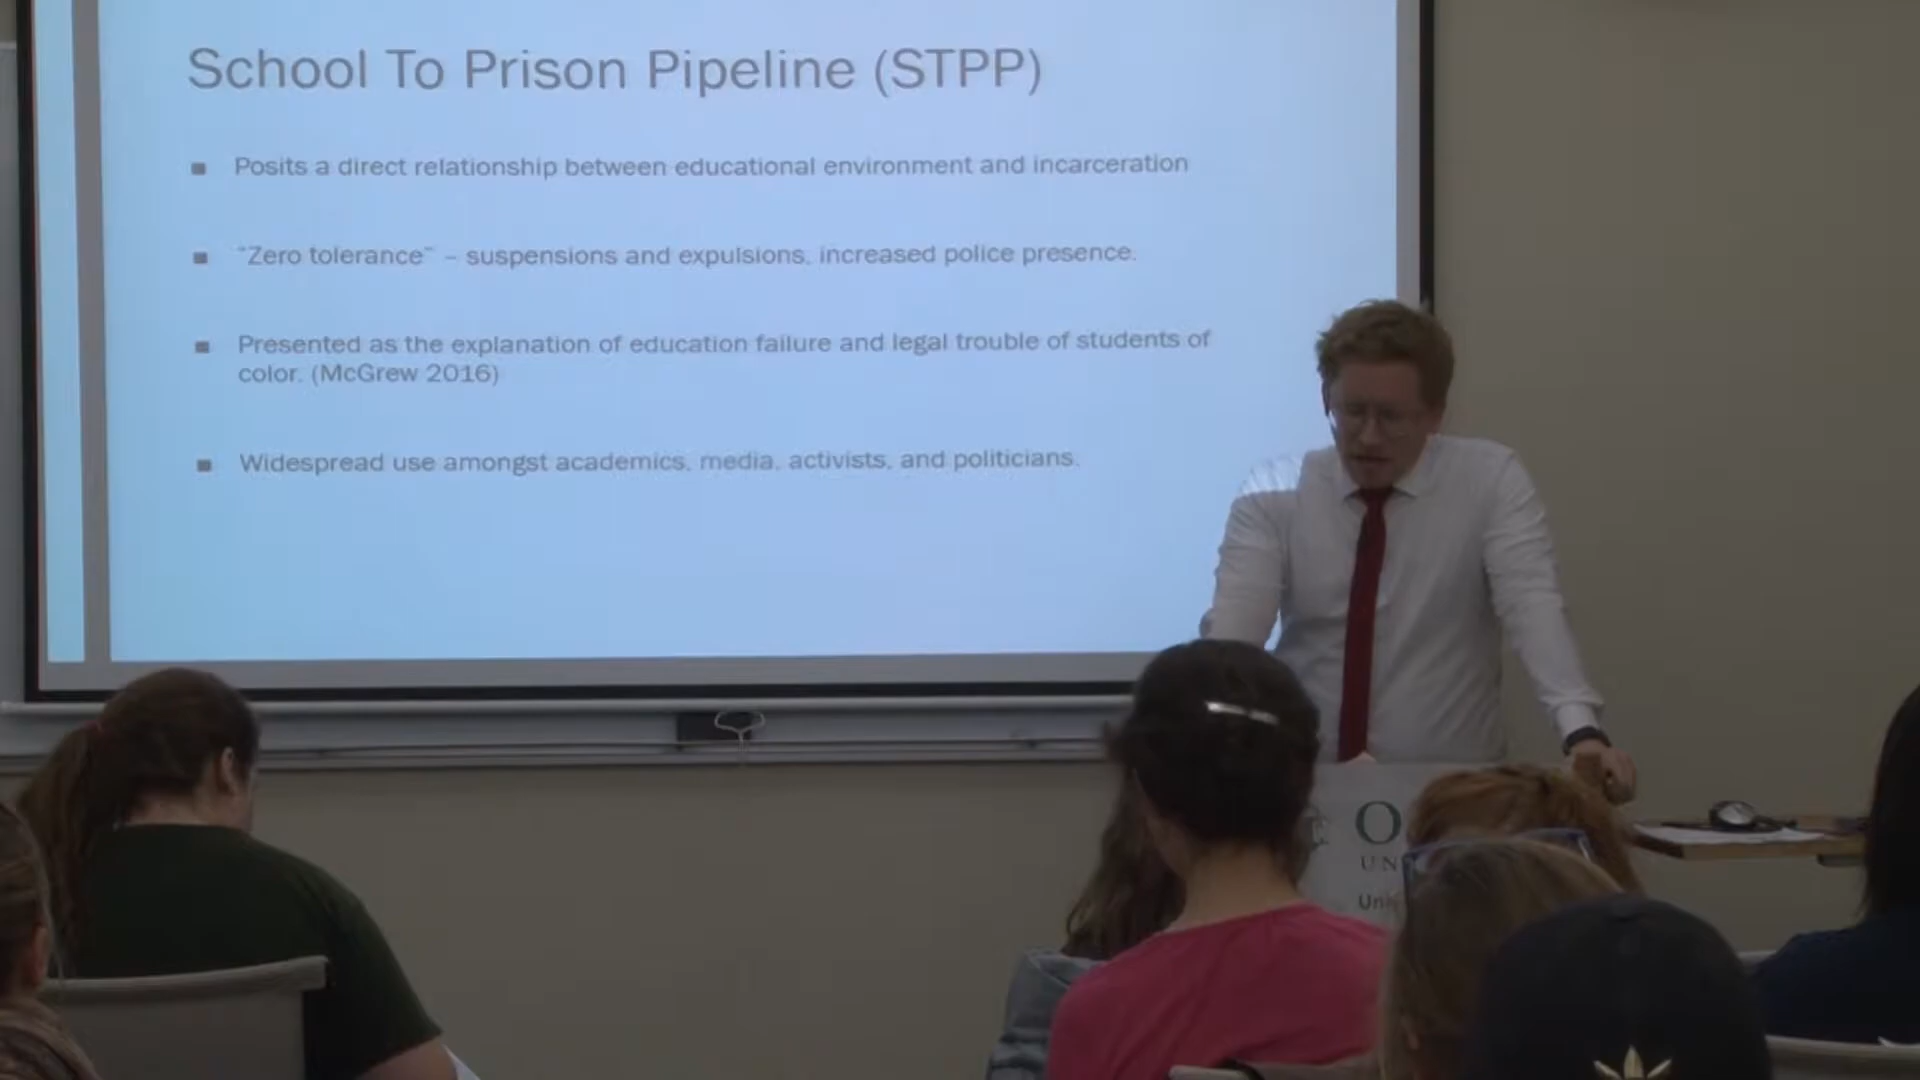 School To Prison Pipeline (STPP)
Posits a direct relationship between educational environment and incarceration
"Zero tolerance" – suspensions and expulsions, increased police presence.
Presented as the explanation of education failure and legal trouble of students of
color. (McGrew 2016)
Widespread use amongst academics, media, activists, and politicians.
O
UN
Uni